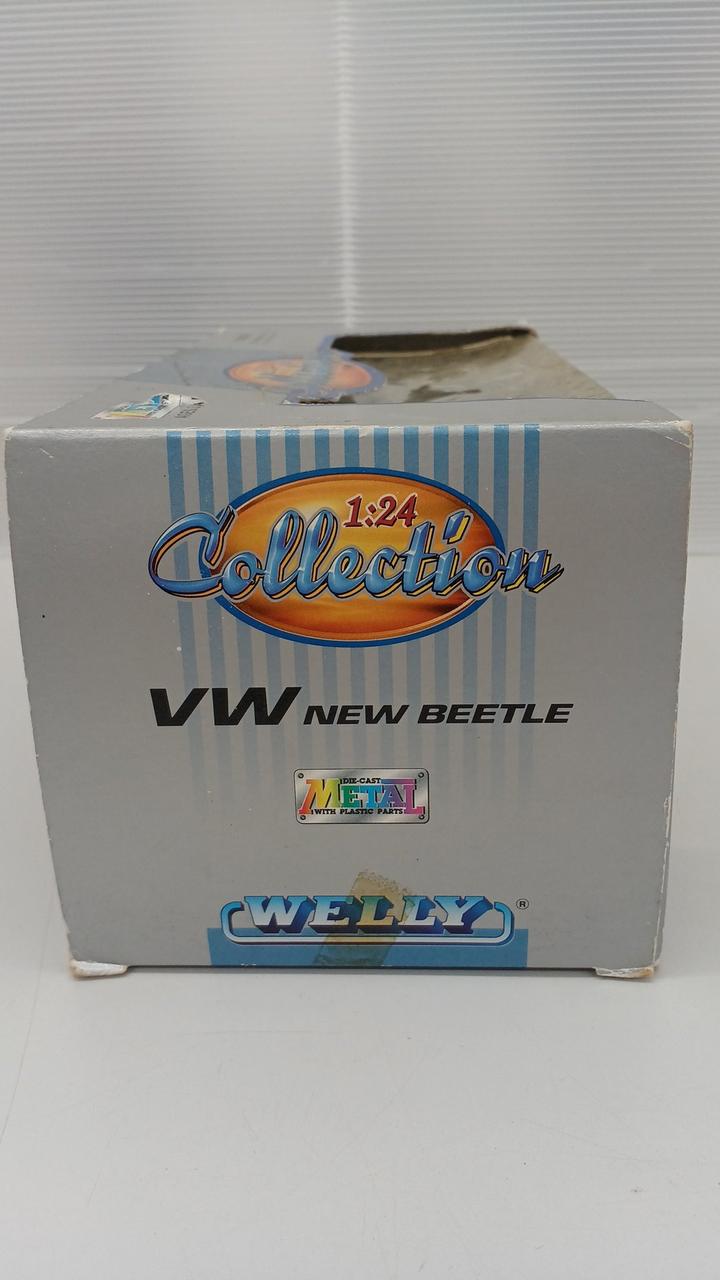 1:24
Collection
VW NEW BEETLE
DIE-CAST
METAL
WITH PLASTIC PARTS
WELLY®